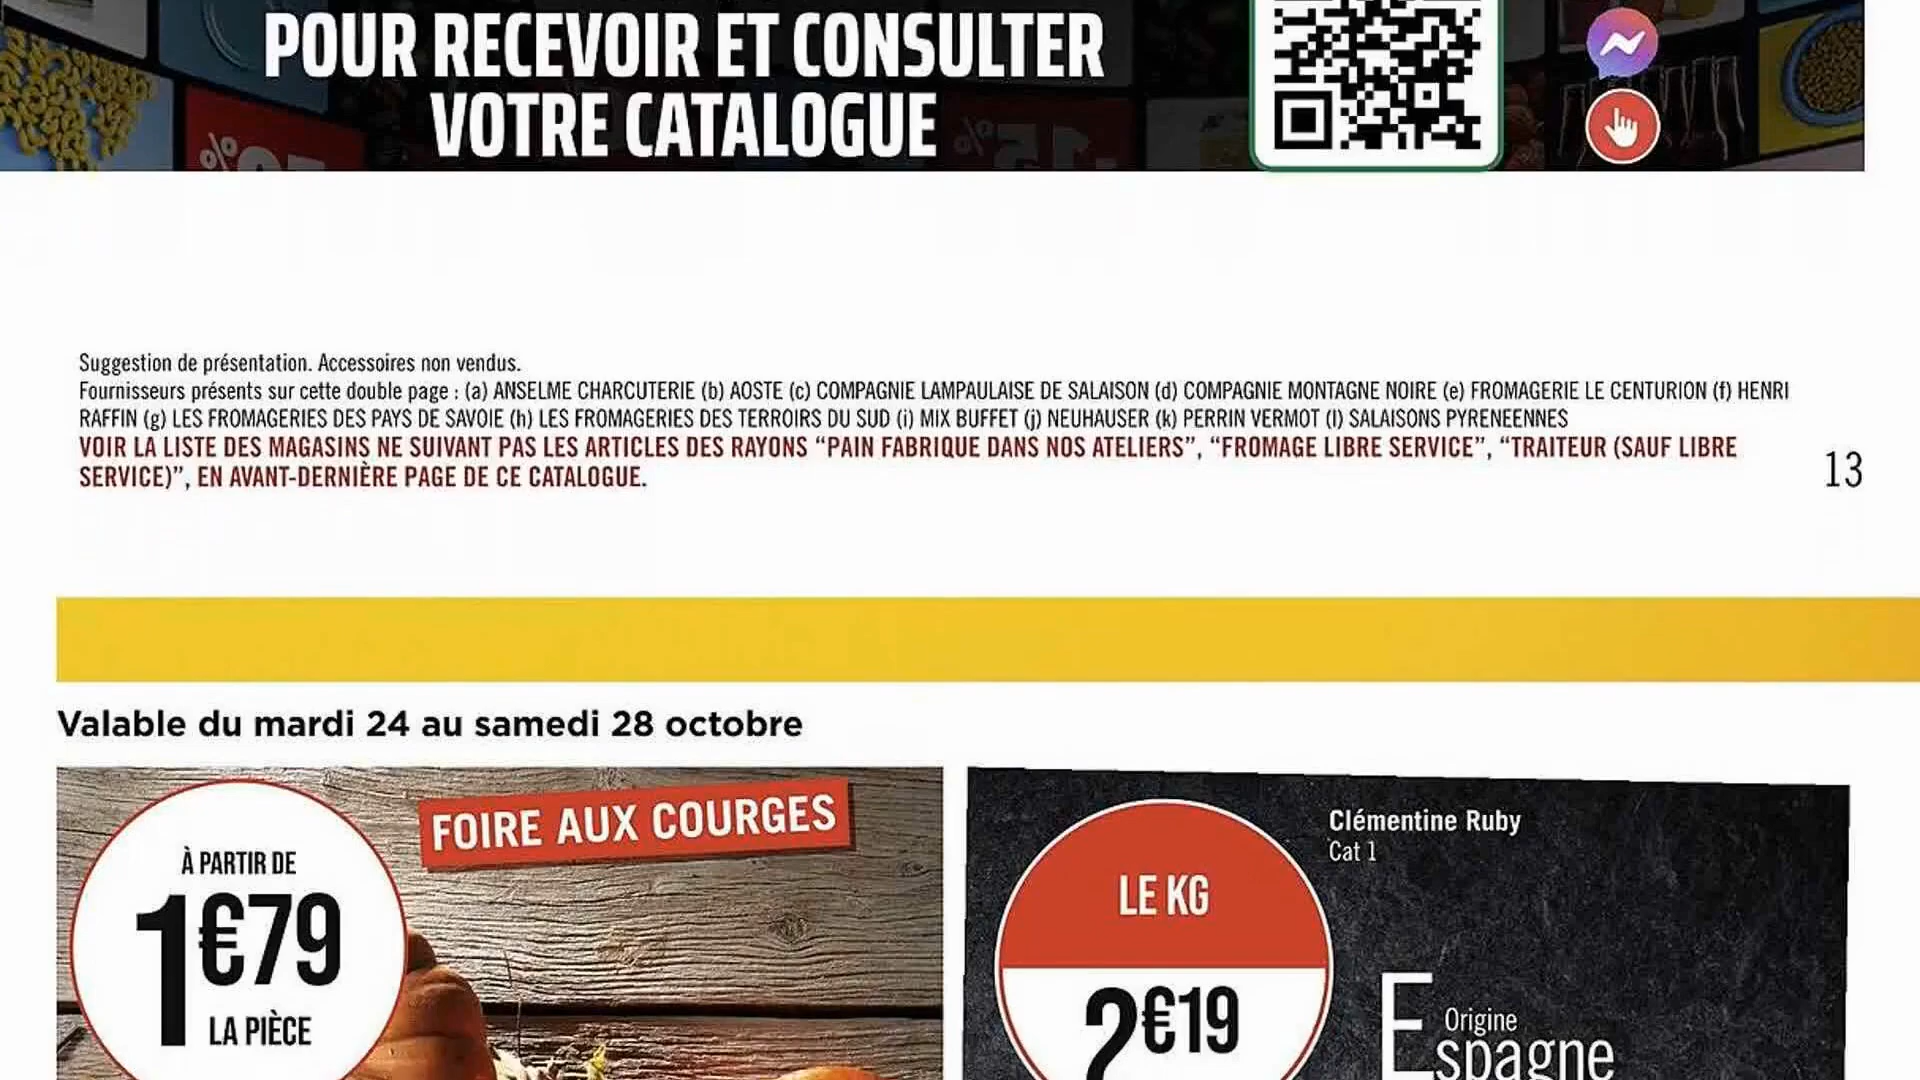 POUR RECEVOIR ET CONSULTER
VOTRE CATALOGUE
Suggestion de présentation. Accessoires non vendus.
Fournisseurs présents sur cette double page : (a) ANSELME CHARCUTERIE (b) AOSTE (c) COMPAGNIE LAMPAULAISE DE SALAISON (d) COMPAGNIE MONTAGNE NOIRE (e) FROMAGERIE LE CENTURION (f) HENRI
RAFFIN (g) LES FROMAGERIES DES PAYS DE SAVOIE (h) LES FROMAGERIES DES TERROIRS DU SUD (i) MIX BUFFET (j) NEUHAUSER (k) PERRIN VERMOT (l) SALAISONS PYRENEENNES
VOIR LA LISTE DES MAGASINS NE SUIVANT PAS LES ARTICLES DES RAYONS “PAIN FABRIQUE DANS NOS ATELIERS”, “FROMAGE LIBRE SERVICE”, “TRAITEUR (SAUF LIBRE
SERVICE)”, EN AVANT-DERNIÈRE PAGE DE CE CATALOGUE.
13
Valable du mardi 24 au samedi 28 octobre
FOIRE AUX COURGES
À PARTIR DE
1€79
LA PIÈCE
LE KG
2€19
Clémentine Ruby
Cat 1
Origine
Espagne